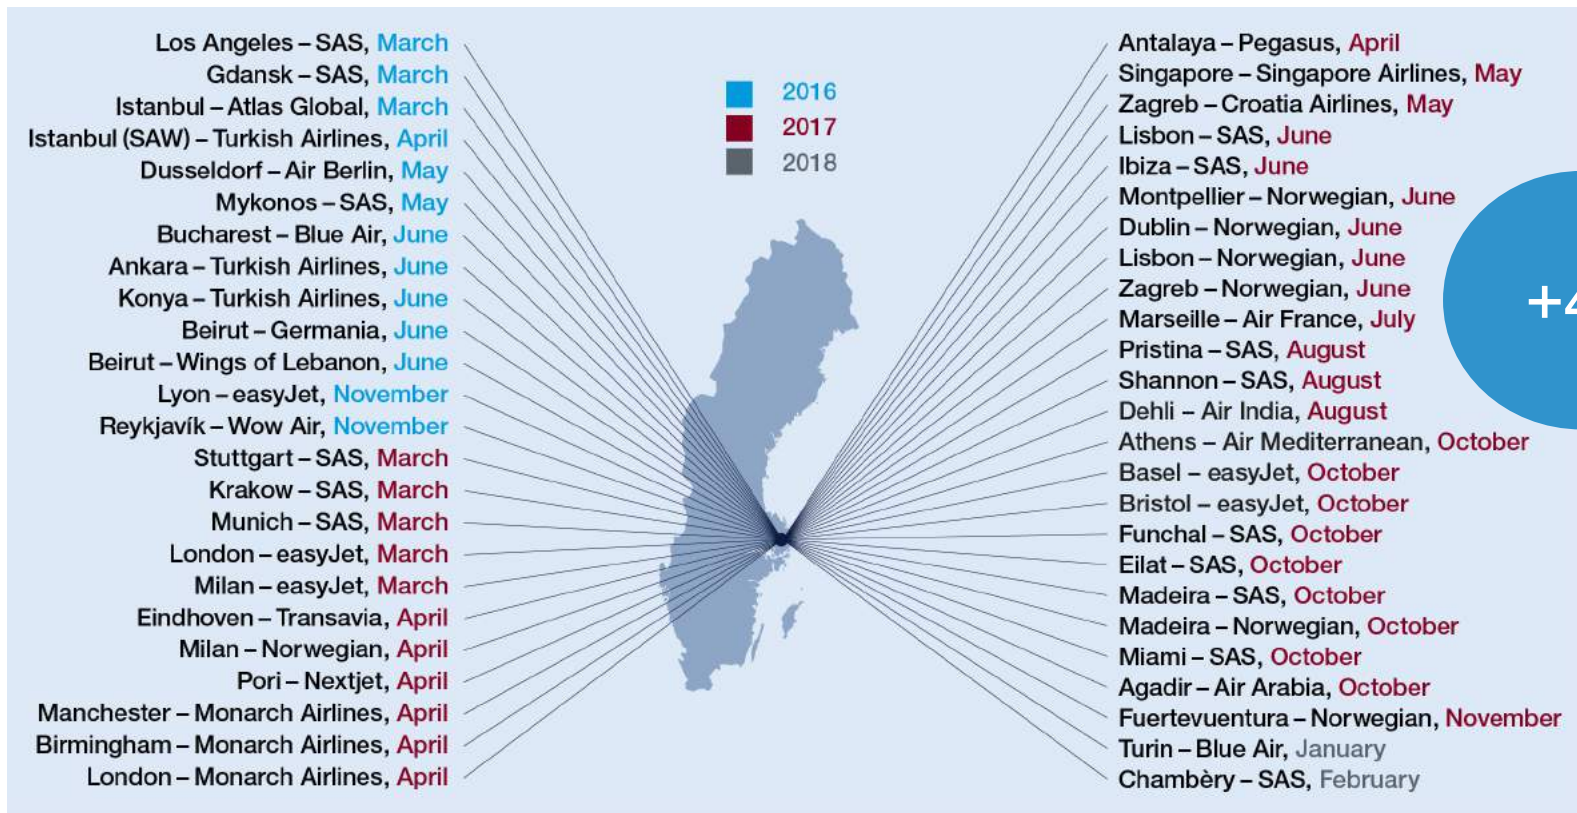 Los Angeles – SAS, March
Gdansk – SAS, March
Istanbul – Atlas Global, March
Istanbul (SAW) – Turkish Airlines, April
Dusseldorf – Air Berlin, May
Mykonos – SAS, May
Bucharest – Blue Air, June
Ankara – Turkish Airlines, June
Konya – Turkish Airlines, June
Beirut – Germania, June
Beirut – Wings of Lebanon, June
Lyon – easyJet, November
Reykjavík – Wow Air, November
Stuttgart – SAS, March
Krakow – SAS, March
Munich – SAS, March
London – easyJet, March
Milan – easyJet, March
Eindhoven – Transavia, April
Milan – Norwegian, April
Pori – Nextjet, April
Manchester – Monarch Airlines, April
Birmingham – Monarch Airlines, April
London – Monarch Airlines, April
2016
2017
2018
Antalaya – Pegasus, April
Singapore – Singapore Airlines, May
Zagreb – Croatia Airlines, May
Lisbon – SAS, June
Ibiza – SAS, June
Montpellier – Norwegian, June
Dublin – Norwegian, June
Lisbon – Norwegian, June
Zagreb – Norwegian, June
Marseille – Air France, July
Pristina – SAS, August
Shannon – SAS, August
Dehli – Air India, August
Athens – Air Mediterranean, October
Basel – easyJet, October
Bristol – easyJet, October
Funchal – SAS, October
Eilat – SAS, October
Madeira – SAS, October
Madeira – Norwegian, October
Miami – SAS, October
Agadir – Air Arabia, October
Fuertevuentura – Norwegian, November
Turin – Blue Air, January
Chambèry – SAS, February